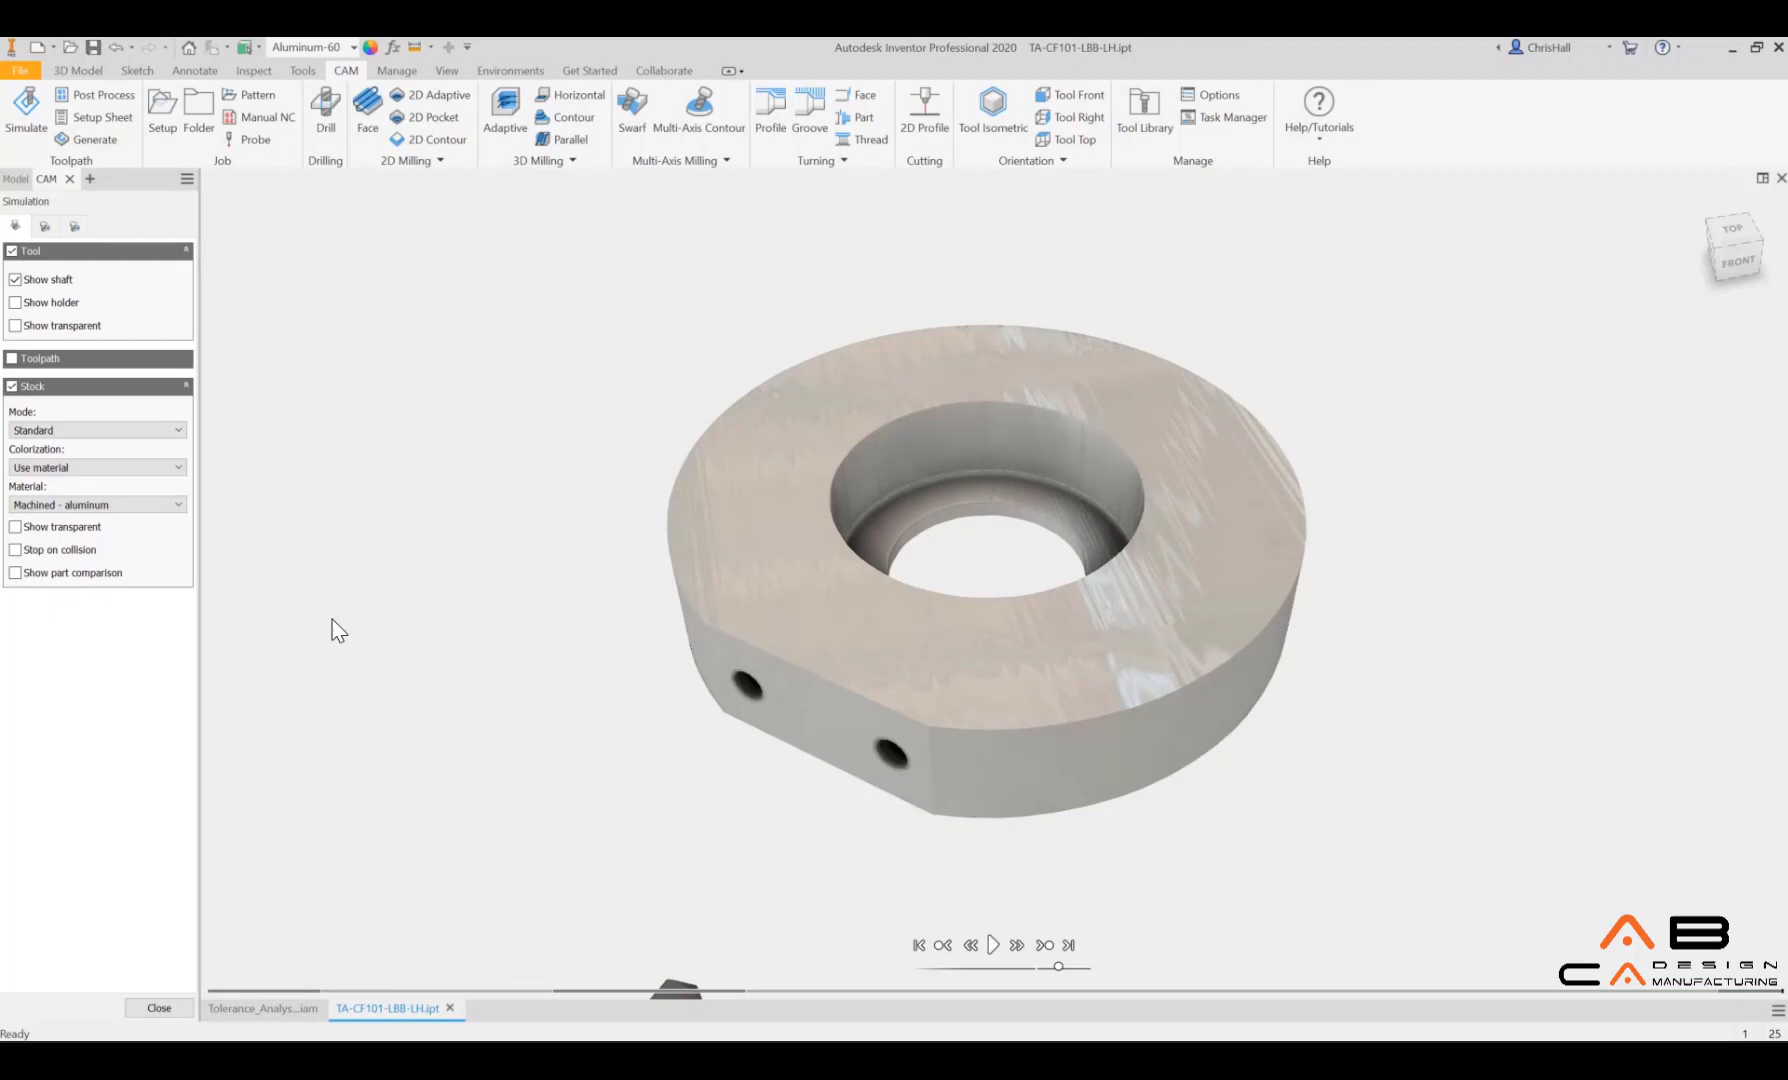 Aluminum-60
Autodesk Inventor Professional 2020 TA-CF101-LBB-LH.ipt
ChrisHall
File 3D Model Sketch Annotate Inspect Tools CAM Manage View Environments Get Started Collaborate
Simulate
Post Process
Setup Sheet
Generate
Toolpath
Setup
Folder
Pattern
Manual NC
Probe
Job
Drill
Drilling
Face
2D Adaptive
2D Pocket
2D Contour
2D Milling
Adaptive
Horizontal
Contour
Parallel
3D Milling
Swarf
Multi-Axis Contour
Multi-Axis Milling
Profile
Groove
Face
Part
Thread
Turning
2D Profile
Cutting
Tool Isometric
Tool Front
Tool Right
Tool Top
Orientation
Tool Library
Options
Task Manager
Manage
Help/Tutorials
Help
Model CAM
Simulation
Tool
Show shaft
Show holder
Show transparent
Toolpath
Stock
Mode:
Standard
Colorization:
Use material
Material:
Machined - aluminum
Show transparent
Stop on collision
Show part comparison
TOP
FRONT
AB
CA DESIGN
MANUFACTURING
Close
Tolerance_Analys...iam TA-CF101-LBB-LH.ipt
Ready
1 25